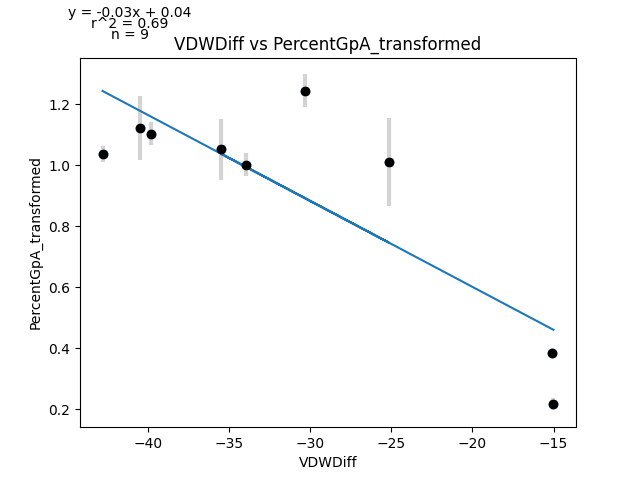 y = -0.03x + 0.04
r^2 = 0.69
n = 9
VDWDiff vs PercentGpA_transformed
PercentGpA_transformed
1.2
1.0
0.8
0.6
0.4
0.2
−40
−35
−30
−25
−20
−15
VDWDiff